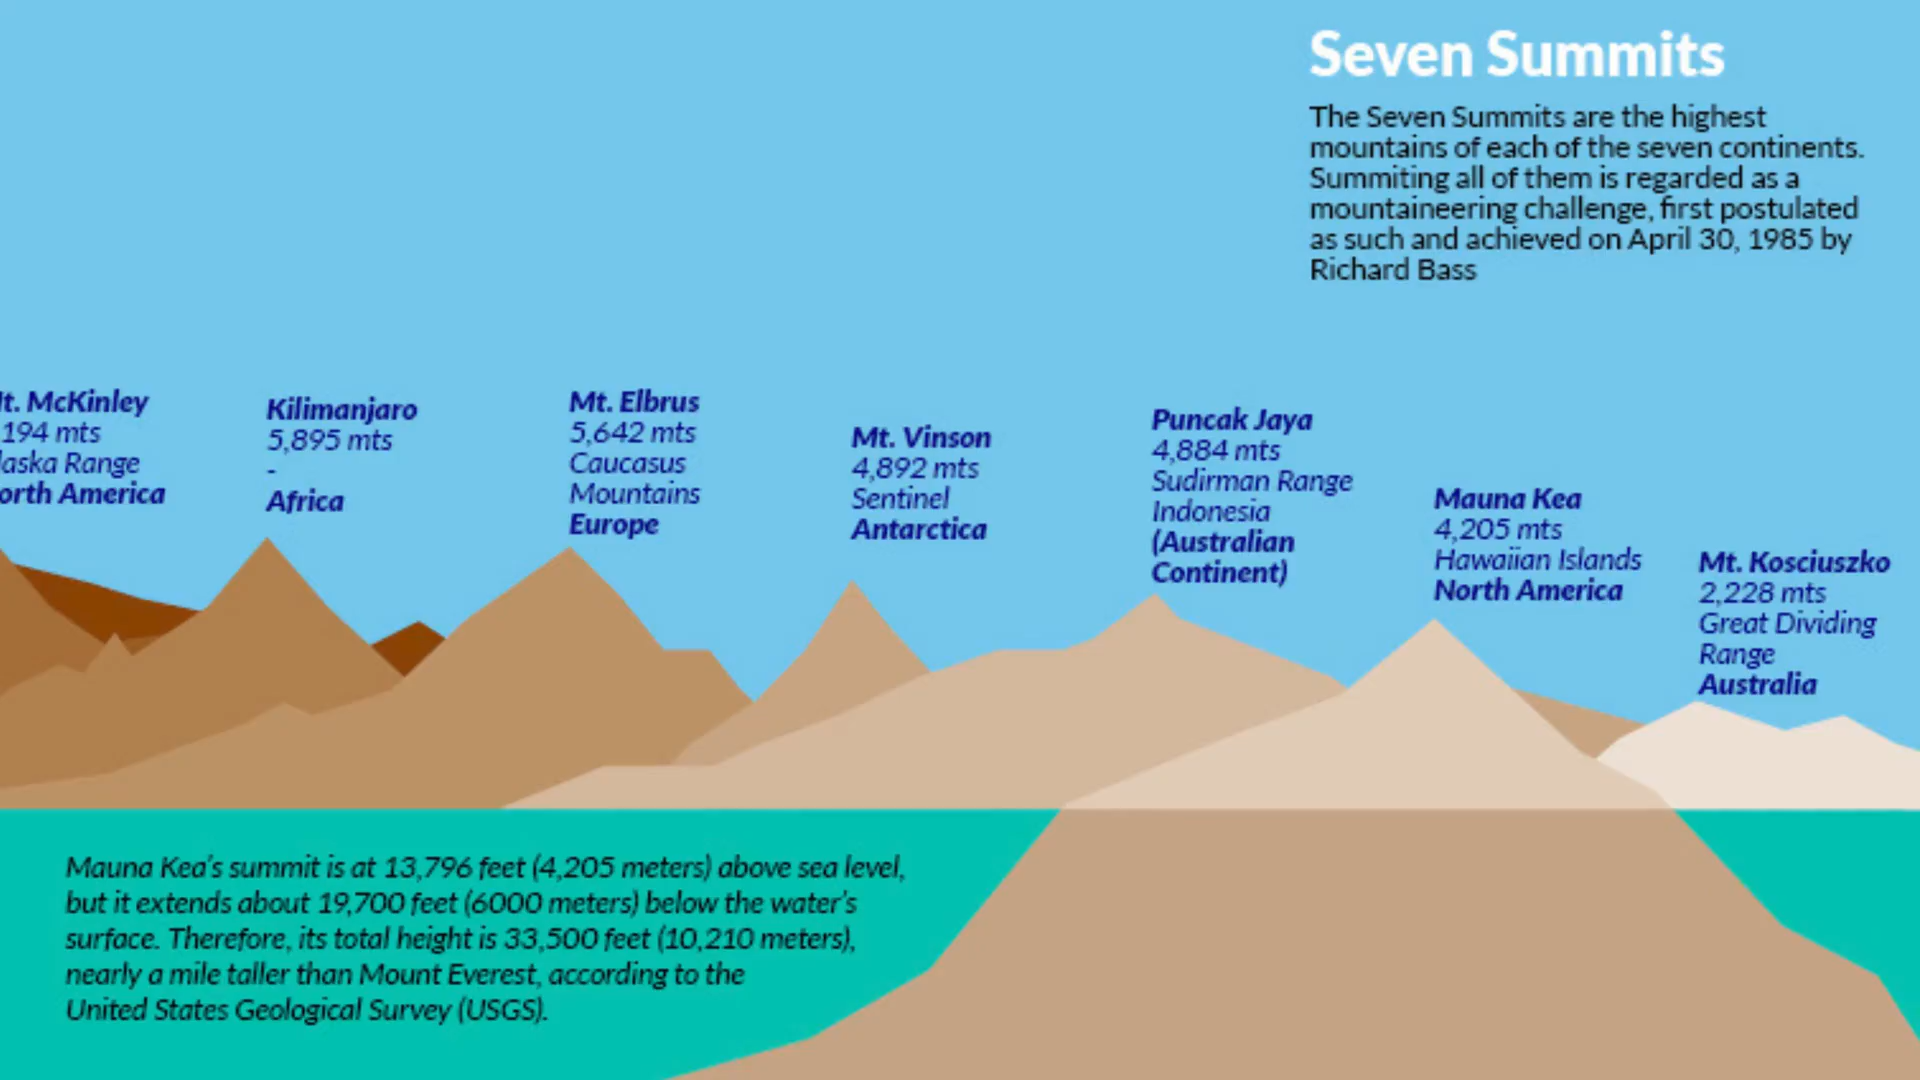 Seven Summits
The Seven Summits are the highest
mountains of each of the seven continents.
Summiting all of them is regarded as a
mountaineering challenge, first postulated
as such and achieved on April 30, 1985 by
Richard Bass
t. McKinley
194 mts
laska Range
orth America
Kilimanjaro
5,895 mts
-
Africa
Mt. Elbrus
5,642 mts
Caucasus
Mountains
Europe
Mt. Vinson
4,892 mts
Sentinel
Antarctica
Puncak Jaya
4,884 mts
Sudirman Range
Indonesia
(Australian
Continent)
Mauna Kea
4,205 mts
Hawaiian Islands
North America
Mt. Kosciuszko
2,228 mts
Great Dividing
Range
Australia
Mauna Kea's summit is at 13,796 feet (4,205 meters) above sea level,
but it extends about 19,700 feet (6000 meters) below the water's
surface. Therefore, its total height is 33,500 feet (10,210 meters),
nearly a mile taller than Mount Everest, according to the
United States Geological Survey (USGS).